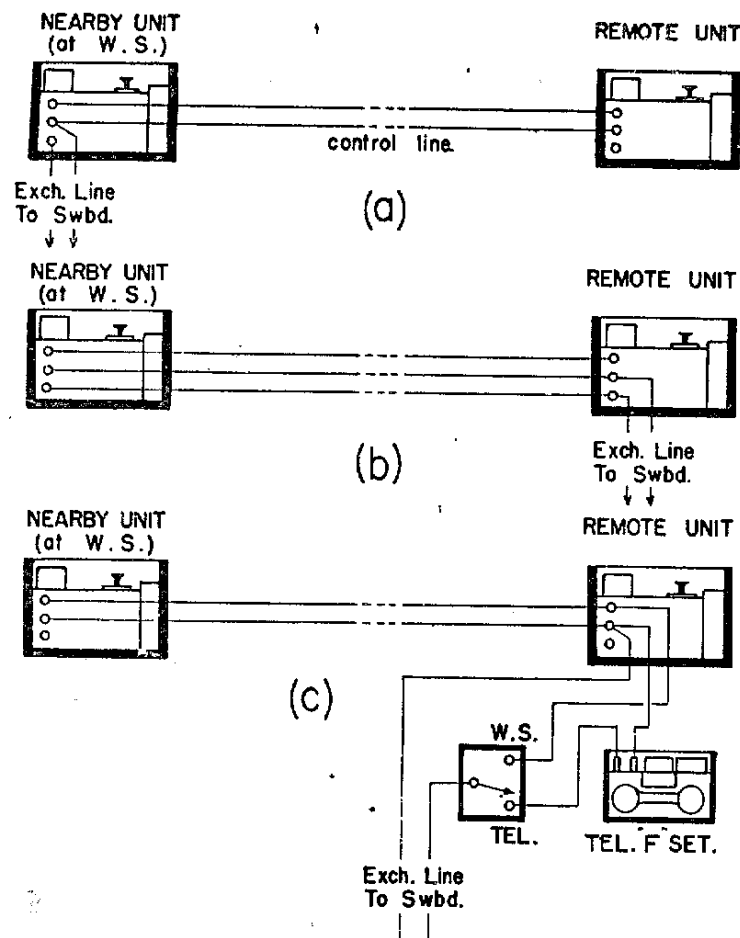 NEARBY UNIT
(at W.S.)
REMOTE UNIT
control line.
Exch. Line
To Swbd.
(a)
NEARBY UNIT
(at W.S.)
REMOTE UNIT
Exch. Line
To Swbd.
(b)
NEARBY UNIT
(at W.S.)
REMOTE UNIT
(c)
W.S.
TEL.
TEL. "F" SET.
Exch. Line
To Swbd.